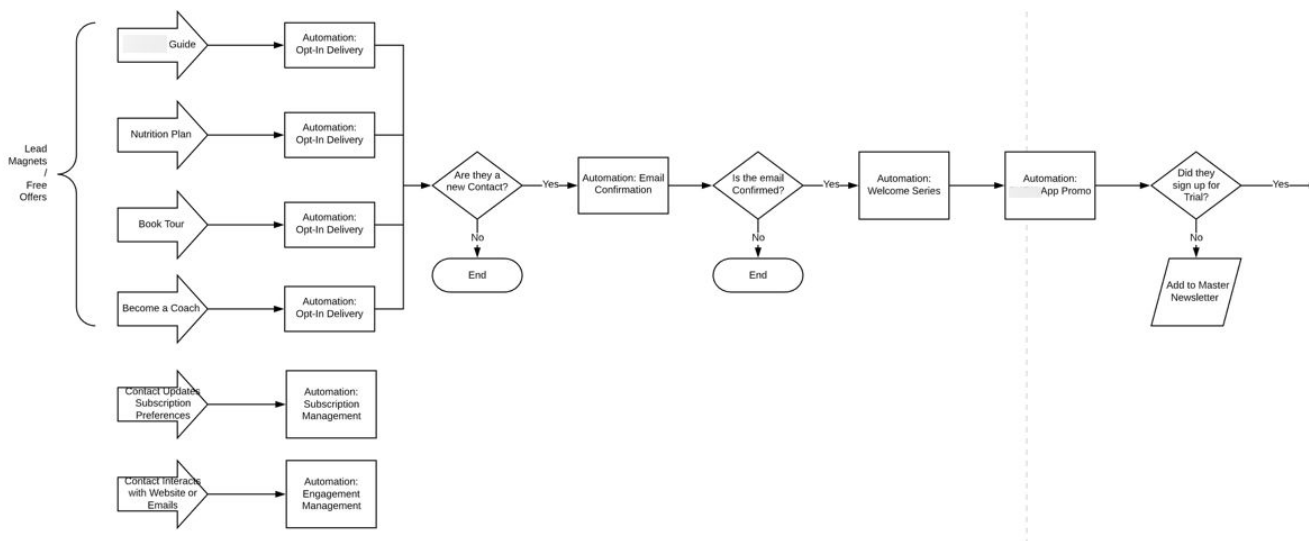 Lead
Magnets
/
Free
Offers
Guide
Automation:
Opt-In Delivery
Nutrition Plan
Automation:
Opt-In Delivery
Book Tour
Automation:
Opt-In Delivery
Become a Coach
Automation:
Opt-In Delivery
Are they a
new Contact?
Yes
No
End
Automation: Email
Confirmation
Is the email
Confirmed?
Yes
No
End
Automation:
Welcome Series
Automation:
App Promo
Did they
sign up for
Trial?
Yes
No
Add to Master
Newsletter
Contact Updates
Subscription
Preferences
Automation:
Subscription
Management
Contact Interacts
with Website or
Emails
Automation:
Engagement
Management